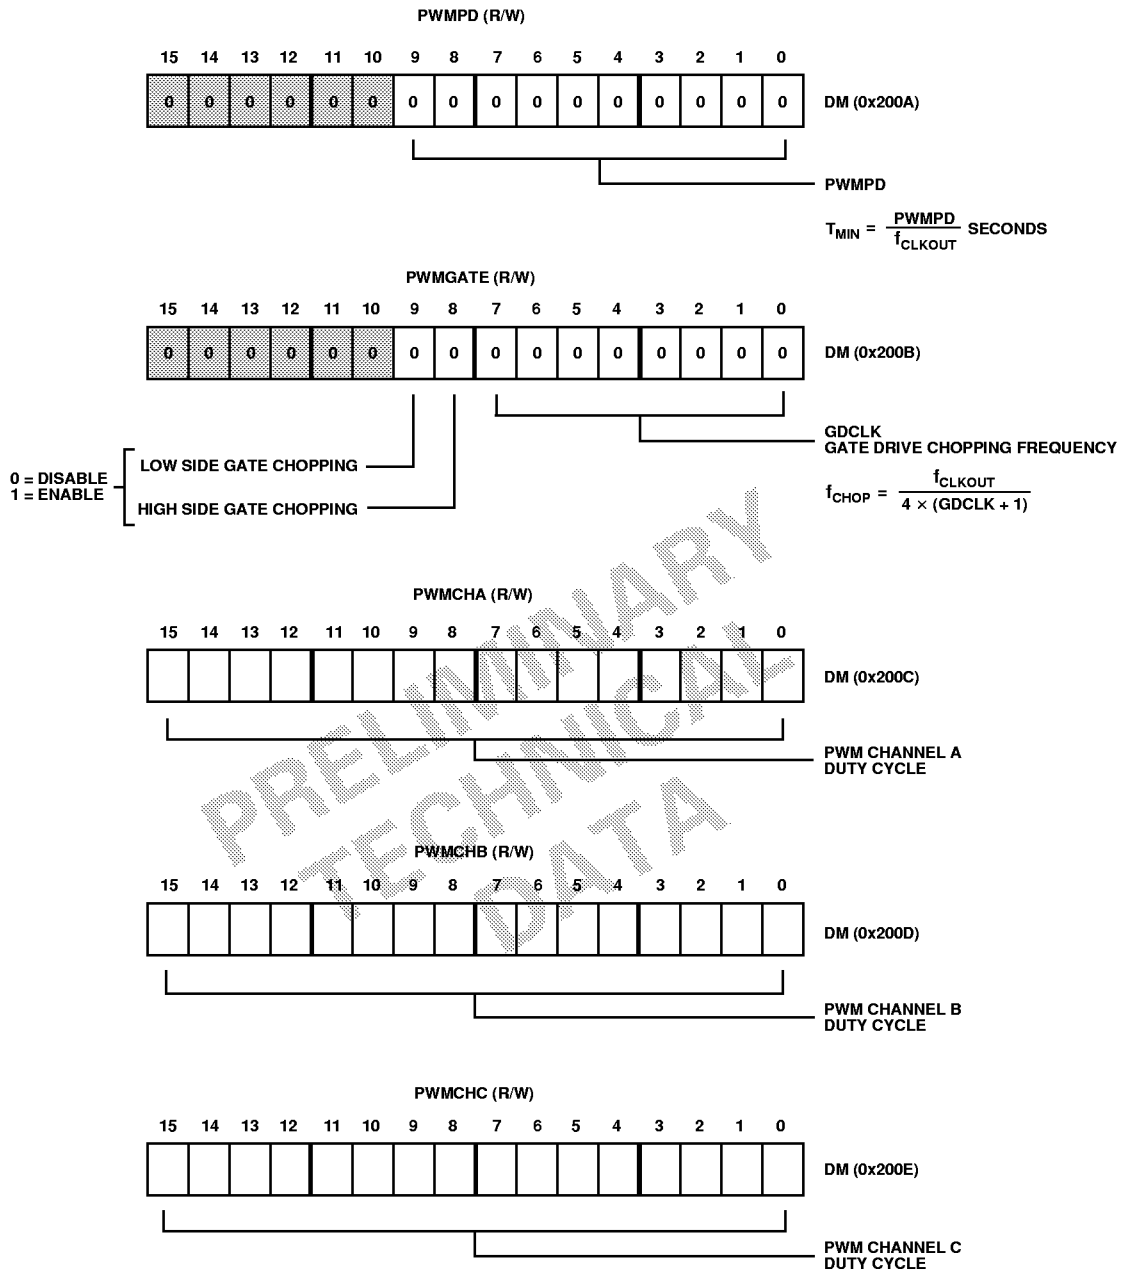 PWMPD (R/W)
15 14 13 12 11 10 9 8 7 6 5 4 3 2 1 0
0 0 0 0 0 0 0 0 0 0 0 0 0 0 0 0 DM (0x200A)
PWMPD
T_MIN = PWMPD / f_CLKOUT SECONDS
PWMGATE (R/W)
15 14 13 12 11 10 9 8 7 6 5 4 3 2 1 0
0 0 0 0 0 0 0 0 0 0 0 0 0 0 0 0 DM (0x200B)
GDCLK
GATE DRIVE CHOPPING FREQUENCY
f_CHOP = f_CLKOUT / 4 × (GDCLK + 1)
0 = DISABLE
1 = ENABLE
LOW SIDE GATE CHOPPING
HIGH SIDE GATE CHOPPING
PWMCHA (R/W)
15 14 13 12 11 10 9 8 7 6 5 4 3 2 1 0
DM (0x200C)
PWM CHANNEL A
DUTY CYCLE
PRELIMINARY
TECHNICAL
DATA
PWMCHB (R/W)
15 14 13 12 11 10 9 8 7 6 5 4 3 2 1 0
DM (0x200D)
PWM CHANNEL B
DUTY CYCLE
PWMCHC (R/W)
15 14 13 12 11 10 9 8 7 6 5 4 3 2 1 0
DM (0x200E)
PWM CHANNEL C
DUTY CYCLE